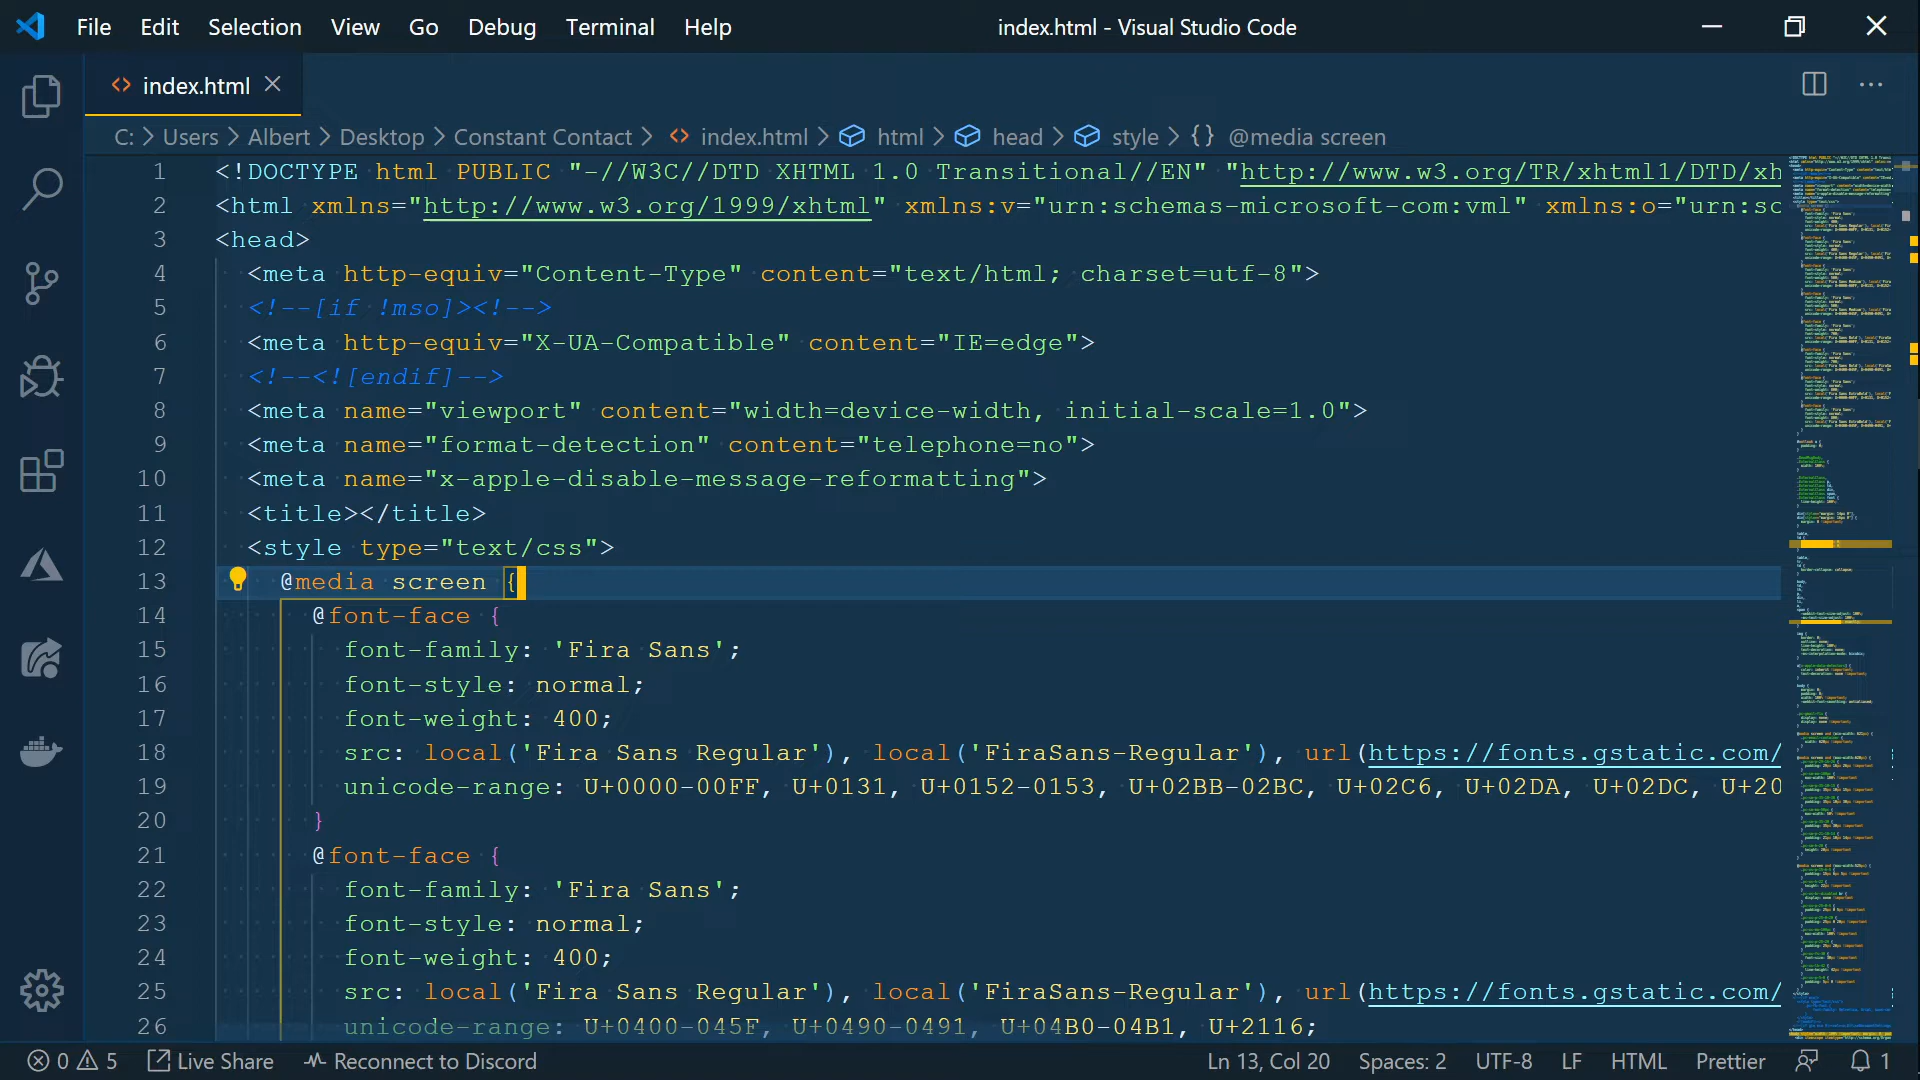 File Edit Selection View Go Debug Terminal Help index.html - Visual Studio Code
index.html
C: > Users > Albert > Desktop > Constant Contact > index.html > html > head > style > {} @media screen
1 <!DOCTYPE html PUBLIC "-//W3C//DTD XHTML 1.0 Transitional//EN" "http://www.w3.org/TR/xhtml1/DTD/xh
2 <html xmlns="http://www.w3.org/1999/xhtml" xmlns:v="urn:schemas-microsoft-com:vml" xmlns:o="urn:sc
3 <head>
4 <meta http-equiv="Content-Type" content="text/html; charset=utf-8">
5 <!--[if !mso]><!-->
6 <meta http-equiv="X-UA-Compatible" content="IE=edge">
7 <!--<![endif]-->
8 <meta name="viewport" content="width=device-width, initial-scale=1.0">
9 <meta name="format-detection" content="telephone=no">
10 <meta name="x-apple-disable-message-reformatting">
11 <title></title>
12 <style type="text/css">
13 @media screen {
14 @font-face {
15 font-family: 'Fira Sans';
16 font-style: normal;
17 font-weight: 400;
18 src: local('Fira Sans Regular'), local('FiraSans-Regular'), url(https://fonts.gstatic.com/
19 unicode-range: U+0000-00FF, U+0131, U+0152-0153, U+02BB-02BC, U+02C6, U+02DA, U+02DC, U+20
20 }
21 @font-face {
22 font-family: 'Fira Sans';
23 font-style: normal;
24 font-weight: 400;
25 src: local('Fira Sans Regular'), local('FiraSans-Regular'), url(https://fonts.gstatic.com/
26 unicode-range: U+0400-045F, U+0490-0491, U+04B0-04B1, U+2116;
0 5 Live Share Reconnect to Discord Ln 13, Col 20 Spaces: 2 UTF-8 LF HTML Prettier 1